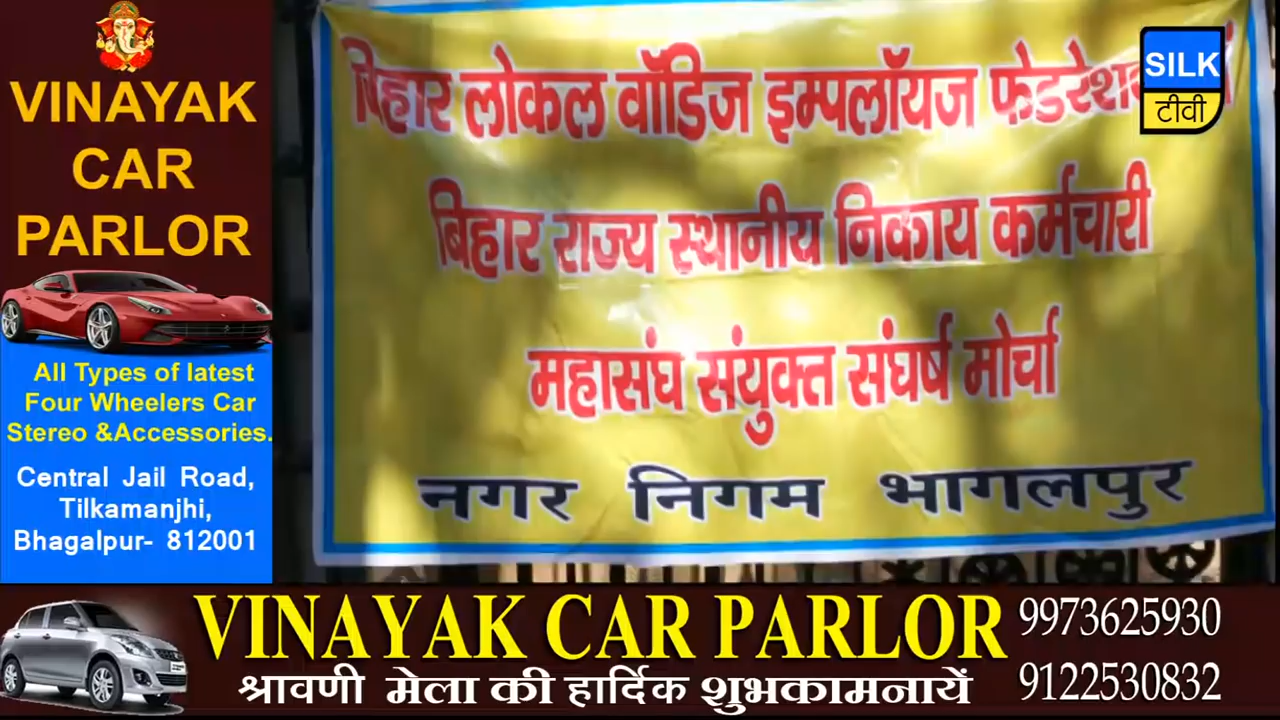 VINAYAK
CAR
PARLOR
All Types of latest
Four Wheelers Car
Stereo &Accessories.
Central Jail Road,
Tilkamanjhi,
Bhagalpur- 812001
बिहार लोकल वॉडिज इम्पलॉयज
बिहार राज्य स्थानीय निकाय कर्मचारी
महासंघ संयुक्त संघर्ष मोर्चा
नगर निगम भागलपुर
SILK
टीवी
VINAYAK CAR PARLOR
श्रावणी मेला की हार्दिक शुभकामनायें
9973625930
9122530832